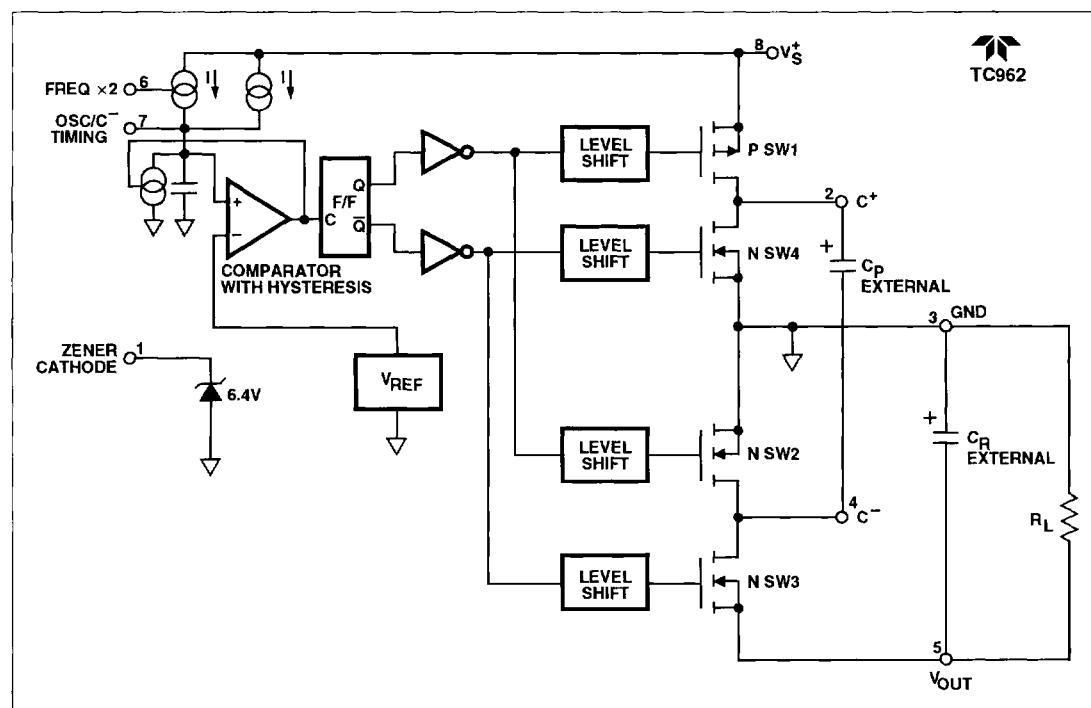 8 V+S
TC962
FREQ ×2 6
I
I
OSC/C− 7
TIMING
LEVEL
SHIFT
P SW1
2 C+
Q
F/F
C
Q̅
+
−
LEVEL
SHIFT
N SW4
+
CP
EXTERNAL
COMPARATOR
WITH HYSTERESIS
3 GND
ZENER
CATHODE
1
VREF
6.4V
+
CR
EXTERNAL
LEVEL
SHIFT
N SW2
4
C−
RL
LEVEL
SHIFT
N SW3
5
VOUT